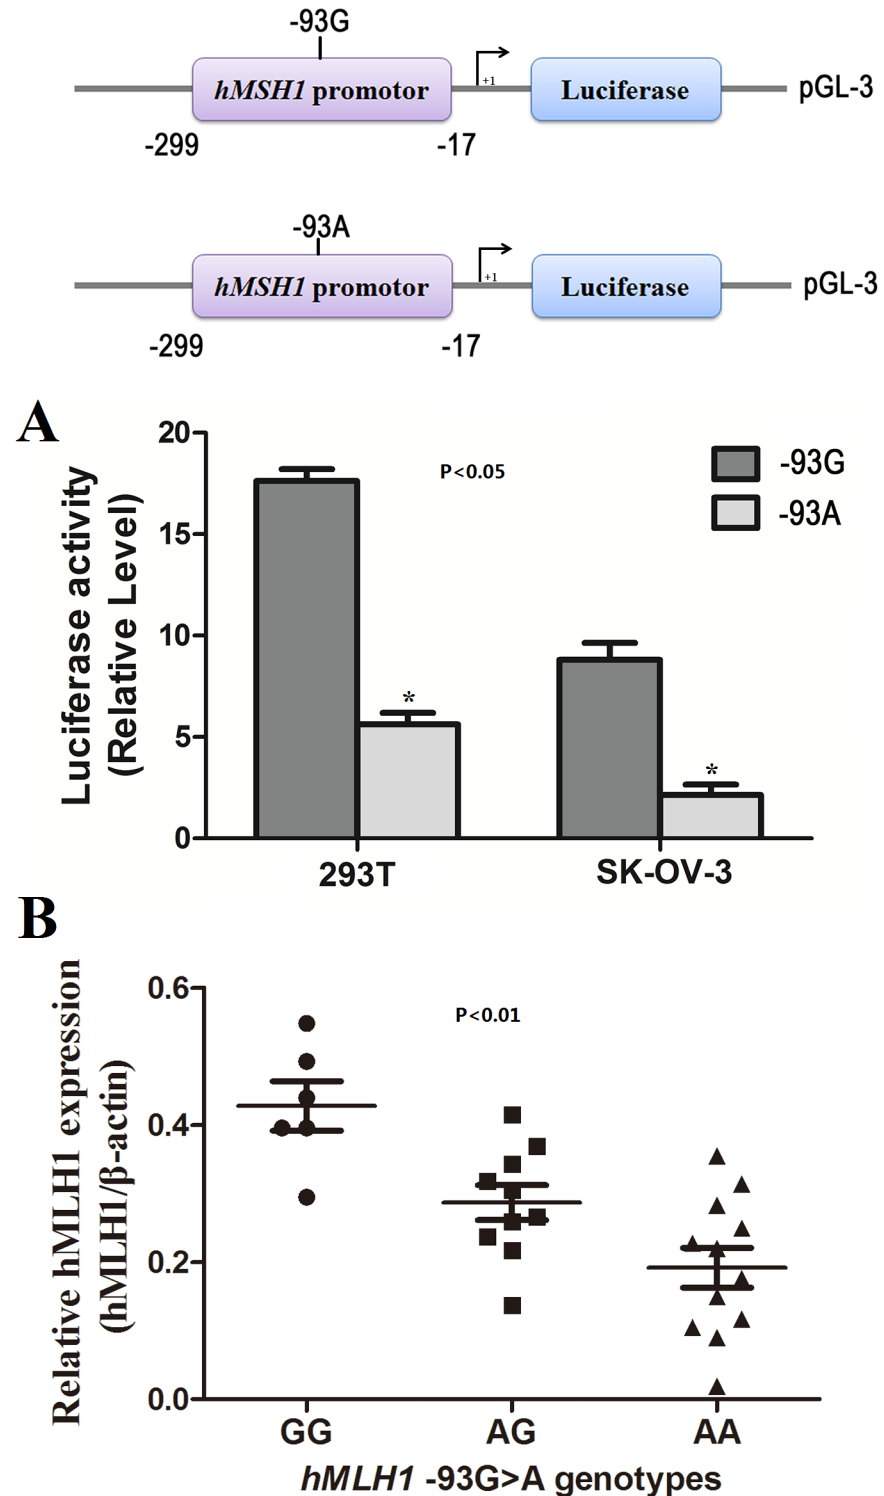 -93G
hMSH1 promotor
+1
Luciferase
pGL-3
-299
-17
-93A
hMSH1 promotor
+1
Luciferase
pGL-3
-299
-17
A
Luciferase activity
(Relative Level)
20
15
10
5
0
P<0.05
-93G
-93A
*
*
293T
SK-OV-3
B
Relative hMLH1 expression
(hMLH1/β-actin)
0.6
0.4
0.2
0.0
P<0.01
GG
AG
AA
hMLH1 -93G>A genotypes